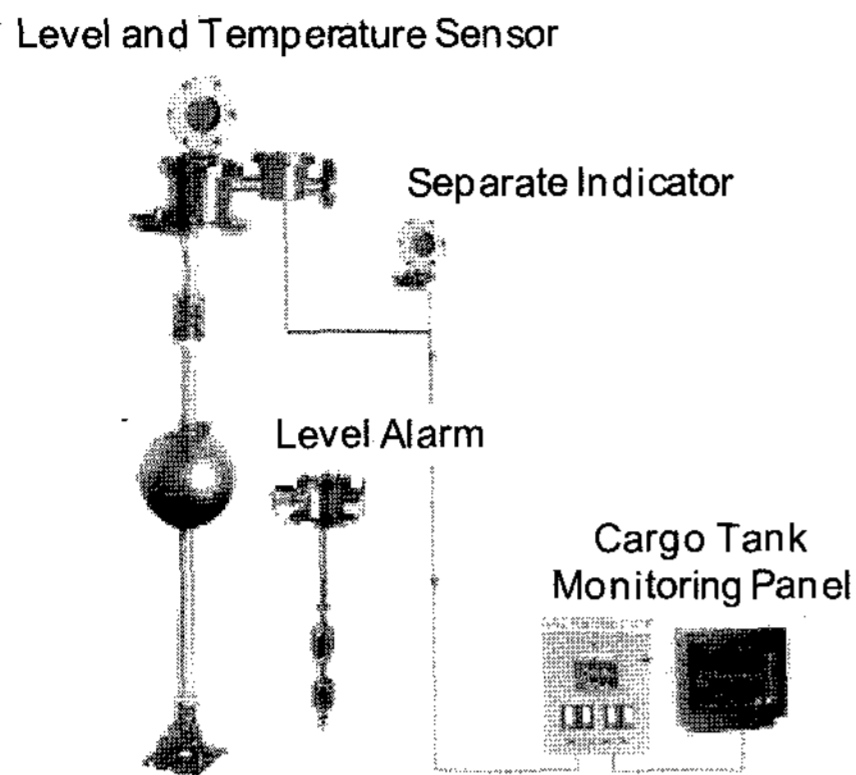 Level and Temperature Sensor
Separate Indicator
Level Alarm
Cargo Tank
Monitoring Panel